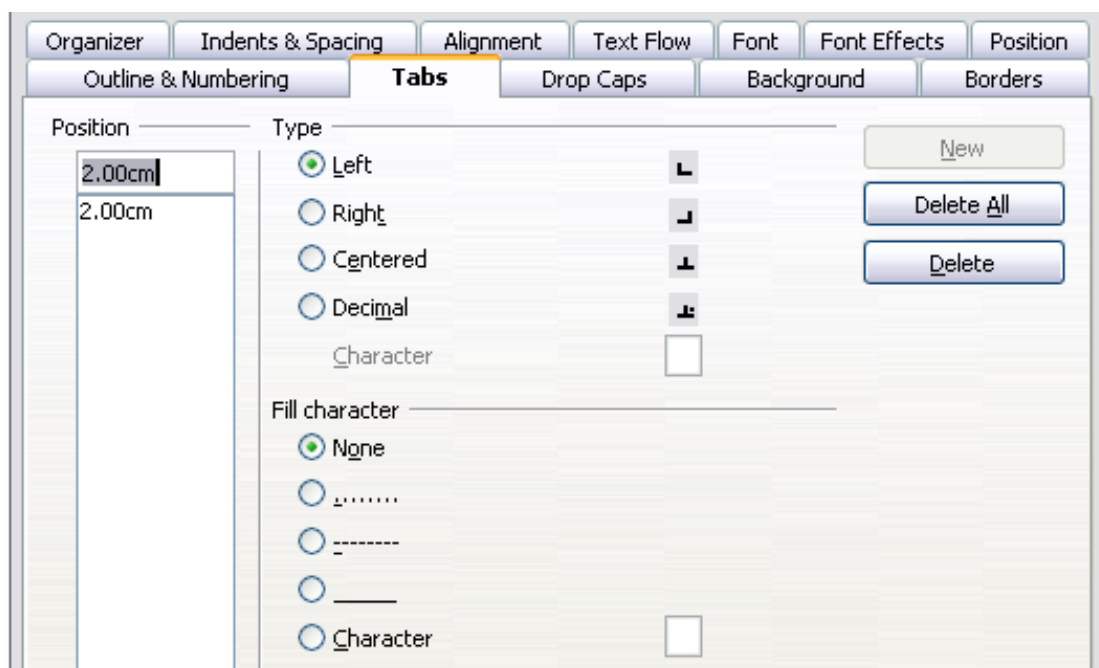 Organizer Indents & Spacing Alignment Text Flow Font Font Effects Position
Outline & Numbering Tabs Drop Caps Background Borders
Position Type New
2.00cm Left
2.00cm Right Delete All
Centered Delete
Decimal
Character
Fill character
None
........
--------
_____
Character